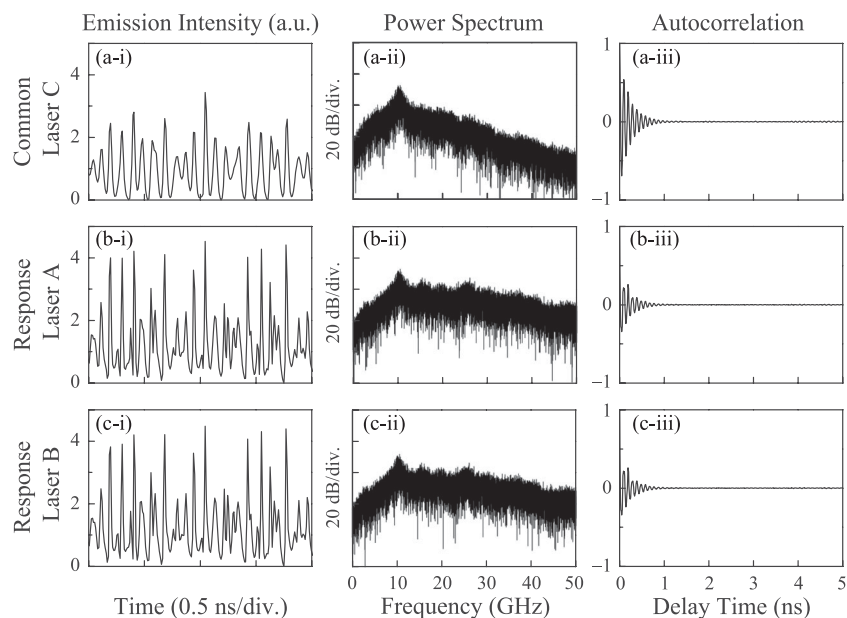 Emission Intensity (a.u.) Power Spectrum Autocorrelation
Common
Laser C
(a-i)
4
2
0
20 dB/div.
(a-ii)
(a-iii)
1
0
−1
Response
Laser A
(b-i)
4
2
0
20 dB/div.
(b-ii)
(b-iii)
1
0
−1
Response
Laser B
(c-i)
4
2
0
20 dB/div.
(c-ii)
(c-iii)
1
0
−1
0 10 20 30 40 50
0 1 2 3 4 5
Time (0.5 ns/div.) Frequency (GHz) Delay Time (ns)